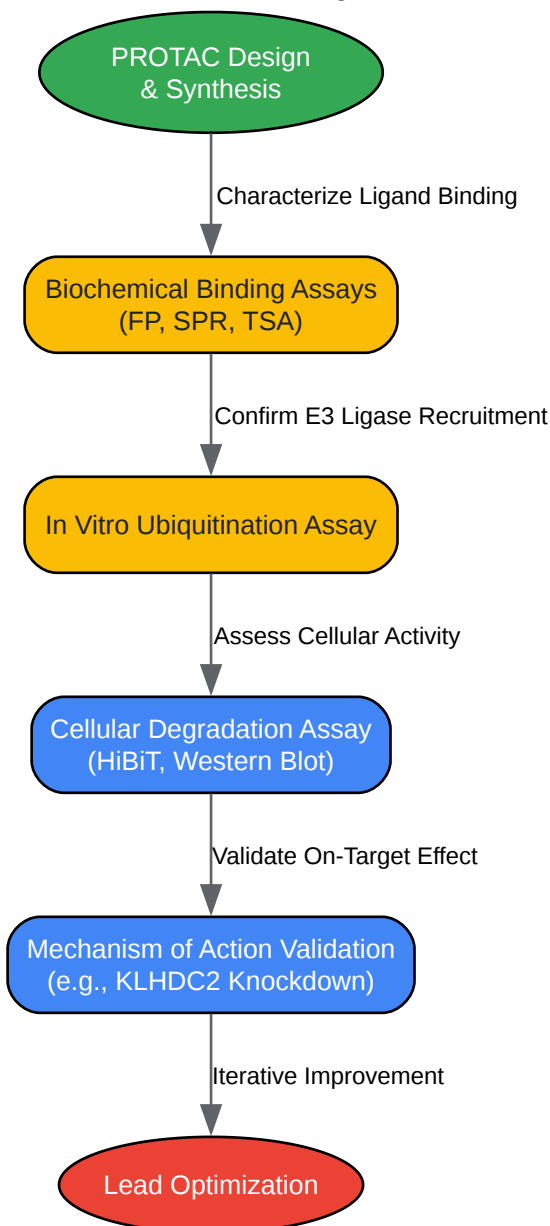 PROTAC Design
& Synthesis
Characterize Ligand Binding
Biochemical Binding Assays
(FP, SPR, TSA)
Confirm E3 Ligase Recruitment
In Vitro Ubiquitination Assay
Assess Cellular Activity
Cellular Degradation Assay
(HiBiT, Western Blot)
Validate On-Target Effect
Mechanism of Action Validation
(e.g., KLHDC2 Knockdown)
Iterative Improvement
Lead Optimization